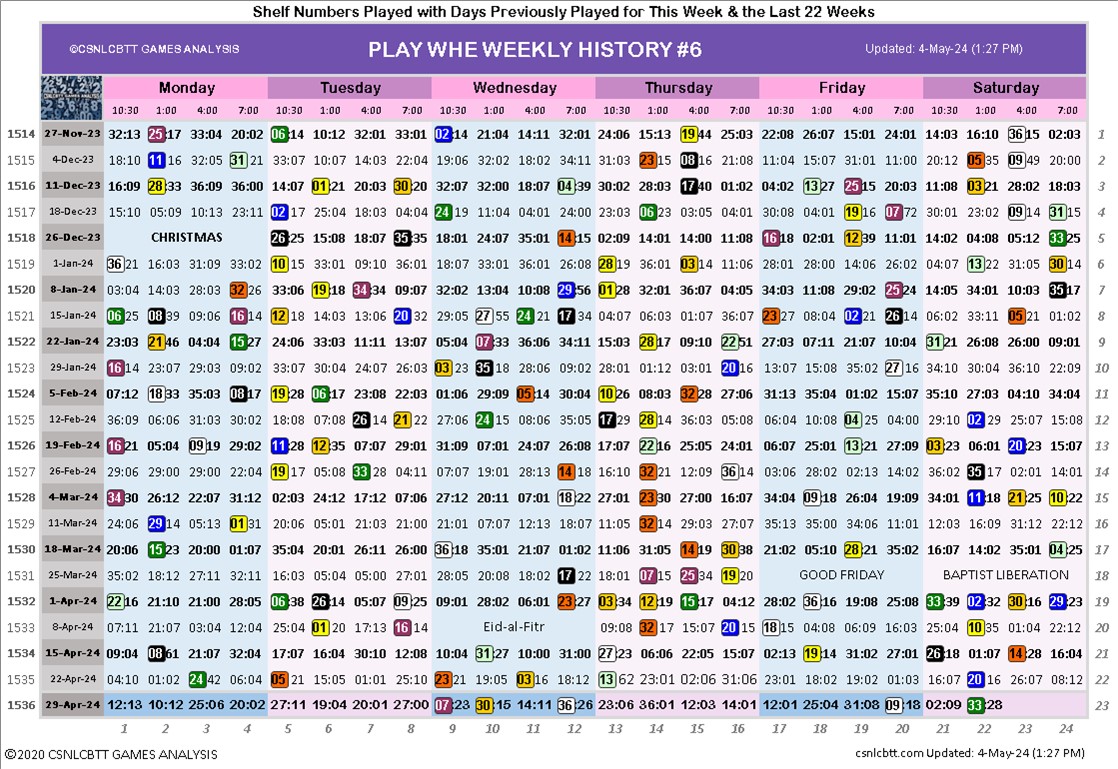 Shelf Numbers Played with Days Previously Played for This Week & the Last 22 Weeks
©CSNLCBTT GAMES ANALYSIS PLAY WHE WEEKLY HISTORY #6 Updated: 4-May-24 (1:27 PM)
Monday Tuesday Wednesday Thursday Friday Saturday
10:30 1:00 4:00 7:00 10:30 1:00 4:00 7:00 10:30 1:00 4:00 7:00 10:30 1:00 4:00 7:00 10:30 1:00 4:00 7:00 10:30 1:00 4:00 7:00
1514 27-Nov-23 32:13 25:17 33:04 20:02 06:14 10:12 32:01 33:01 02:14 21:04 14:11 32:01 24:06 15:13 19:44 25:03 22:08 26:07 15:01 24:01 14:03 16:10 36:15 02:03 1
1515 4-Dec-23 18:10 11:16 32:05 31:21 33:07 10:07 14:03 22:04 19:06 32:02 18:02 34:11 31:03 23:15 08:16 21:08 11:04 15:07 31:01 11:00 20:12 05:35 09:49 20:00 2
1516 11-Dec-23 16:09 28:33 36:09 36:00 14:07 01:21 20:03 30:20 32:07 32:00 18:07 04:39 30:02 28:03 17:40 01:02 04:02 13:27 25:15 20:03 11:08 03:21 28:02 18:03 3
1517 18-Dec-23 15:10 05:09 10:13 23:11 02:17 25:04 18:03 04:04 24:19 11:04 04:01 24:00 23:03 06:23 03:05 04:01 30:08 04:01 19:16 07:72 30:01 23:02 09:14 31:15 4
1518 26-Dec-23 CHRISTMAS 26:25 15:08 18:07 35:35 18:01 24:07 35:01 14:15 02:09 14:01 14:00 11:08 16:18 02:01 12:39 11:01 14:02 04:08 05:12 33:25 5
1519 1-Jan-24 36:21 16:03 31:09 33:02 10:15 33:01 09:10 36:01 18:07 33:01 36:01 26:08 28:19 36:01 03:14 11:06 28:01 28:00 14:06 26:02 04:07 13:22 31:05 30:14 6
1520 8-Jan-24 03:04 14:03 28:03 32:26 33:06 19:18 34:34 09:07 32:02 13:04 10:08 29:56 01:28 32:01 36:07 04:05 34:03 11:08 29:02 25:24 14:05 34:01 10:03 35:17 7
1521 15-Jan-24 06:25 08:39 09:06 16:14 12:18 14:03 13:06 20:32 29:05 27:55 24:21 17:34 04:07 06:03 01:07 36:07 23:27 08:04 02:21 26:14 06:02 33:11 05:21 01:02 8
1522 22-Jan-24 23:03 21:46 04:04 15:27 24:06 33:03 11:11 13:07 05:04 07:33 06:11 34:11 15:03 28:17 09:10 22:51 27:03 07:11 21:07 10:04 31:21 26:08 26:00 09:01 9
1523 29-Jan-24 16:14 23:07 29:03 09:02 33:07 30:04 24:07 36:03 03:23 35:18 28:06 09:02 28:01 01:12 03:01 20:16 13:07 15:08 35:02 27:16 34:10 30:04 36:10 22:09 10
1524 5-Feb-24 07:12 18:33 35:03 08:17 19:28 06:17 23:08 22:03 01:06 29:09 05:14 30:04 10:26 08:03 32:28 27:06 31:13 35:04 01:02 15:07 35:10 27:03 04:10 34:04 11
1525 12-Feb-24 36:09 06:06 31:03 30:02 18:08 07:08 26:14 21:22 27:06 24:15 08:06 35:05 17:29 28:14 36:03 05:08 06:07 33:12 04:25 04:00 29:10 02:29 25:07 15:08 12
1526 19-Feb-24 16:21 05:04 09:19 29:02 11:28 12:35 07:07 29:01 31:09 07:01 24:07 26:08 17:07 22:16 25:05 24:01 06:07 25:01 13:21 27:09 03:23 06:01 20:23 15:07 13
1527 26-Feb-24 29:06 29:00 29:00 22:04 19:17 05:08 33:28 04:11 07:07 19:01 28:13 14:18 16:10 32:21 12:09 36:14 03:06 18:02 02:13 14:02 36:02 35:17 02:01 14:01 14
1528 4-Mar-24 34:30 26:12 22:07 31:12 02:03 24:12 17:12 07:06 27:12 20:11 07:01 18:22 27:01 23:30 27:00 16:07 34:04 09:18 26:04 19:09 34:01 11:18 21:25 10:22 15
1529 11-Mar-24 24:06 29:14 05:13 01:31 20:06 05:01 21:03 21:00 21:01 07:07 12:13 18:07 11:05 32:14 29:03 27:07 35:13 35:00 34:06 11:10 12:03 16:09 31:12 22:12 16
1530 18-Mar-24 20:06 15:23 20:00 01:07 35:04 20:01 26:11 26:00 36:18 35:01 21:07 01:02 11:06 31:05 14:19 30:38 21:02 05:10 28:21 07:11 16:07 14:02 35:01 04:25 17
1531 25-Mar-24 35:02 18:12 27:11 32:11 16:03 05:04 05:00 27:01 28:05 20:08 18:02 17:22 18:01 07:15 25:34 19:20 GOOD FRIDAY BAPTIST LIBERATION 18
1532 1-Apr-24 22:16 21:10 21:00 28:05 06:38 26:14 05:07 09:25 09:01 28:02 06:01 23:27 03:34 12:19 15:17 04:12 28:02 36:16 19:08 25:08 33:39 02:32 30:16 29:23 19
1533 8-Apr-24 07:11 21:07 03:04 12:04 25:04 01:20 17:13 16:14 Eid-al-Fitr 09:08 32:17 15:07 20:15 18:15 04:08 06:09 16:03 25:04 10:35 01:04 22:12 20
1534 15-Apr-24 09:04 08:61 21:07 32:04 17:07 16:04 30:10 12:08 10:04 31:27 10:00 31:00 27:23 06:06 22:05 15:07 02:13 19:14 31:02 27:01 26:18 01:07 14:28 16:04 21
1535 22-Apr-24 04:10 01:02 24:42 06:04 05:21 15:05 01:01 25:10 23:21 19:05 03:16 18:12 13:62 23:01 02:06 31:06 23:01 18:02 19:02 01:03 16:07 20:16 26:07 08:12 22
1536 29-Apr-24 12:13 10:12 25:06 20:02 27:11 19:04 20:01 27:00 07:23 30:15 14:11 36:26 23:06 36:01 12:03 14:01 12:01 25:04 31:08 09:18 02:09 33:28 23
1 2 3 4 5 6 7 8 9 10 11 12 13 14 15 16 17 18 19 20 21 22 23 24
©2020 CSNLCBTT GAMES ANALYSIS csnlcbtt.com Updated: 4-May-24 (1:27 PM)